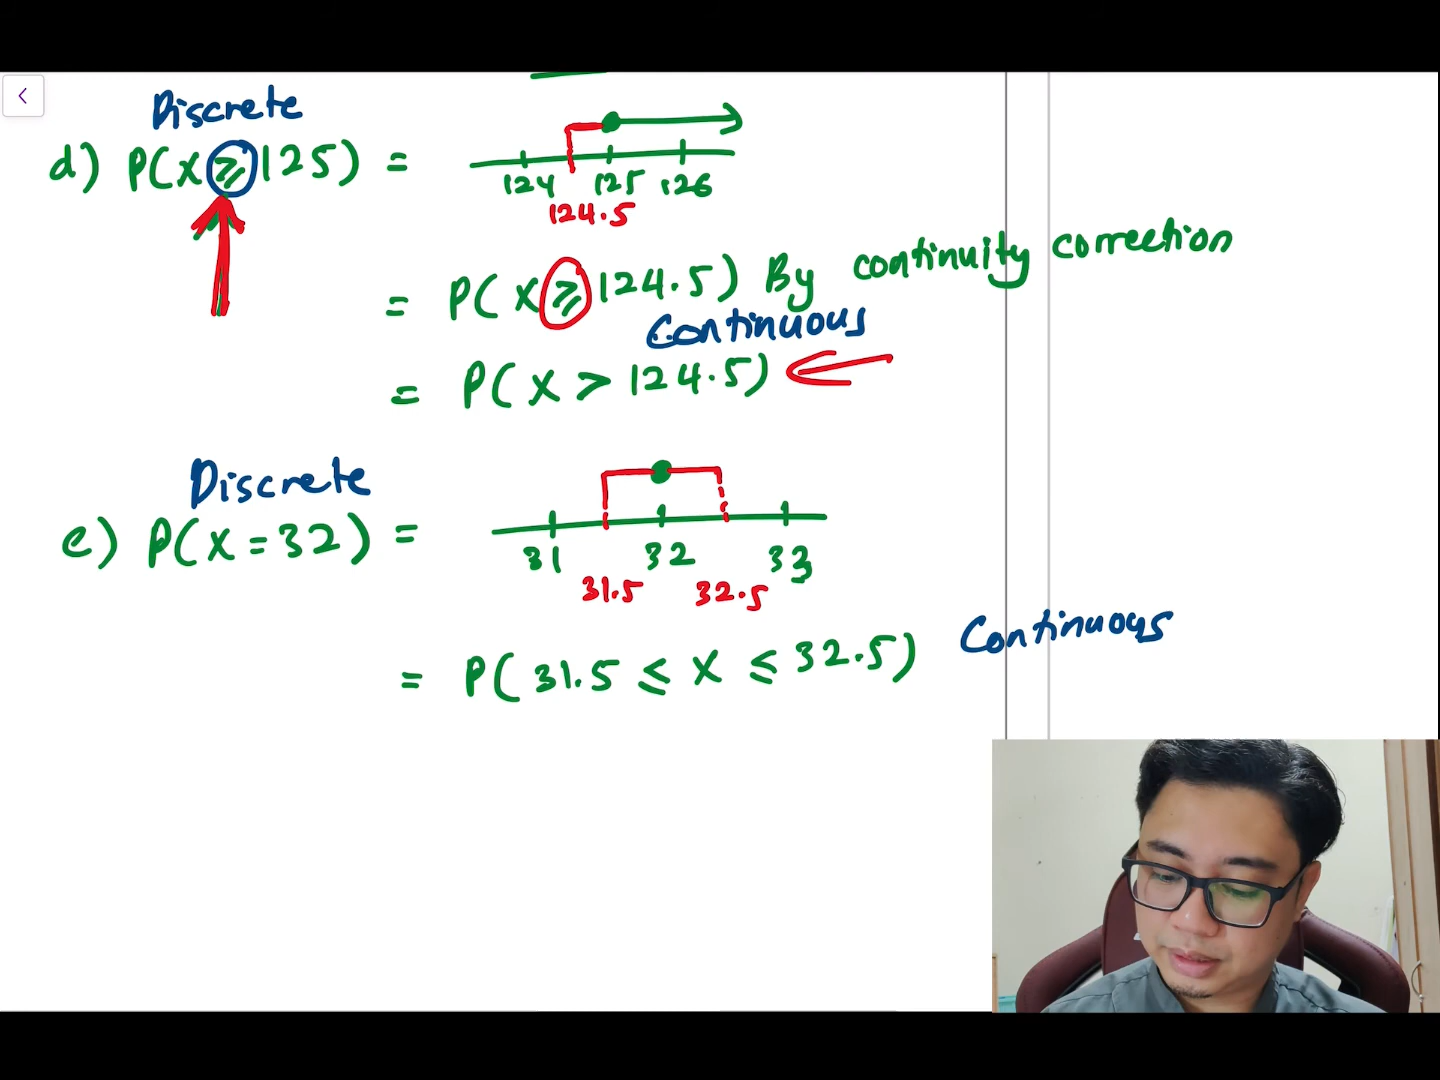 Discrete
d) P(X ≥ 125) =
124 125 126
124.5
= P(X ≥ 124.5) By continuity correction
Continuous
= P(X > 124.5)
Discrete
e) P(X = 32) =
31 32 33
31.5 32.5
= P(31.5 ≤ X ≤ 32.5) Continuous